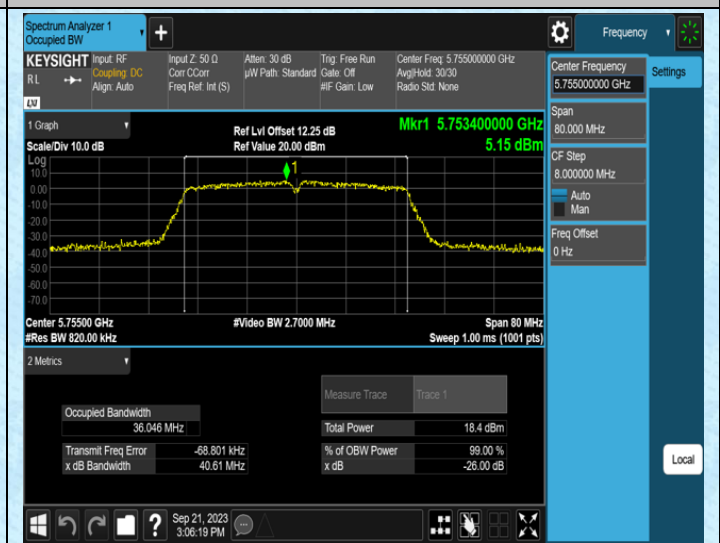 Spectrum Analyzer 1
Occupied BW
+
Frequency
KEYSIGHT
R L
LXI
Input: RF
Coupling: DC
Align: Auto
Input Z: 50 Ω
Corr CCorr
Freq Ref: Int (S)
Atten: 30 dB
µW Path: Standard
Trig: Free Run
Gate: Off
#IF Gain: Low
Center Freq: 5.755000000 GHz
Avg|Hold: 30/30
Radio Std: None
Center Frequency
5.755000000 GHz
Settings
Span
80.000 MHz
CF Step
8.000000 MHz
Auto
Man
Freq Offset
0 Hz
1 Graph
Scale/Div 10.0 dB
Ref Lvl Offset 12.25 dB
Ref Value 20.00 dBm
Mkr1 5.753400000 GHz
5.15 dBm
Log
10.0
0.00
-10.0
-20.0
-30.0
-40.0
-50.0
-60.0
-70.0
1
Center 5.75500 GHz
#Video BW 2.7000 MHz
Span 80 MHz
#Res BW 820.00 kHz
Sweep 1.00 ms (1001 pts)
2 Metrics
Measure Trace Trace 1
Occupied Bandwidth
36.046 MHz
Total Power 18.4 dBm
Transmit Freq Error -68.801 kHz
% of OBW Power 99.00 %
x dB Bandwidth 40.61 MHz
x dB -26.00 dB
Local
?
Sep 21, 2023
3:06:19 PM